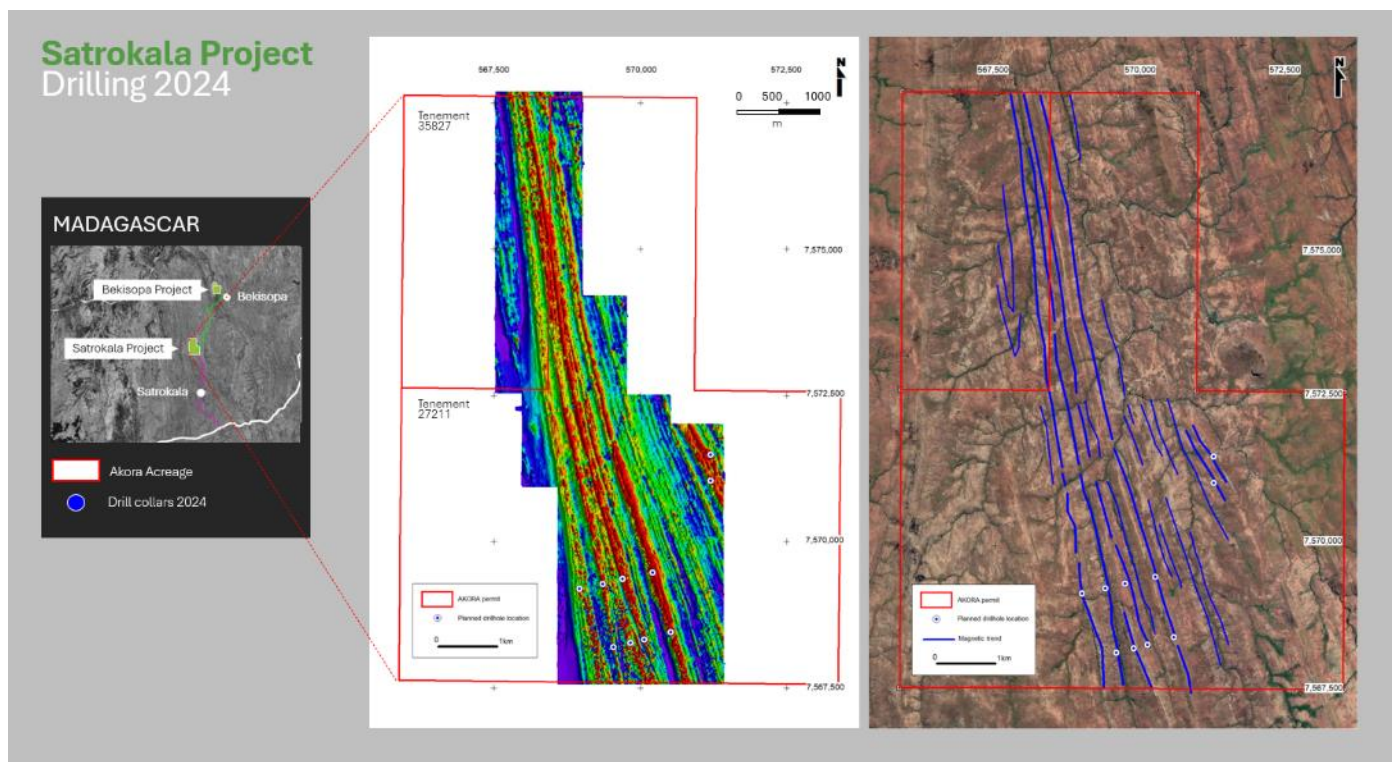 Satrokala Project
Drilling 2024
MADAGASCAR
Bekisopa Project
Bekisopa
Satrokala Project
Satrokala
Akora Acreage
Drill collars 2024
567,500
570,000
572,500
N
0 500 1000
m
Tenement
35827
7,575,000
7,572,500
Tenement
27211
7,570,000
AKORA permit
Planned drillhole location
0 1km
7,567,500
567,500
570,000
572,500
N
7,575,000
7,572,500
7,570,000
AKORA permit
Planned drillhole location
Magnetic trend
0 1km
7,567,500